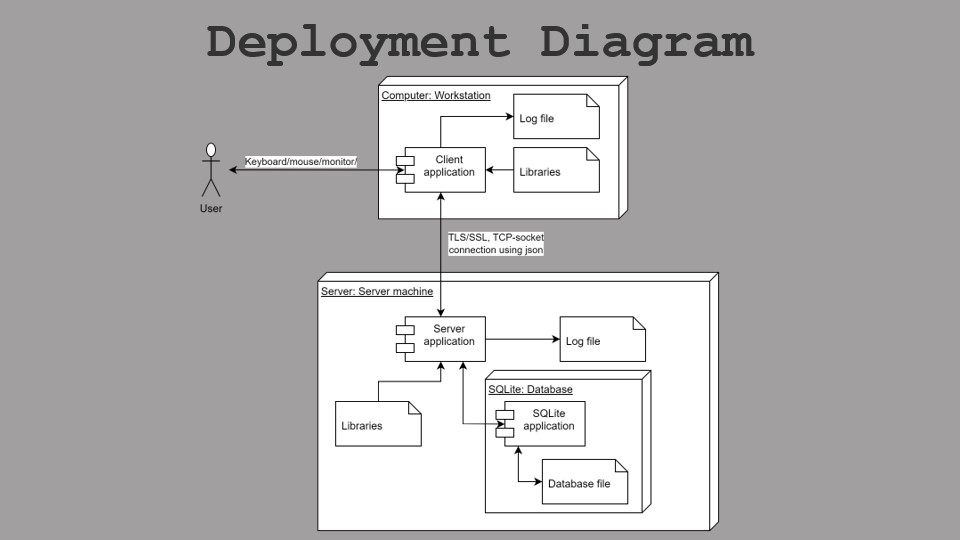 Deployment Diagram
Computer: Workstation
Log file
Client
application
Libraries
Keyboard/mouse/monitor/
User
TLS/SSL, TCP-socket
connection using json
Server: Server machine
Server
application
Log file
SQLite: Database
SQLite
application
Libraries
Database file